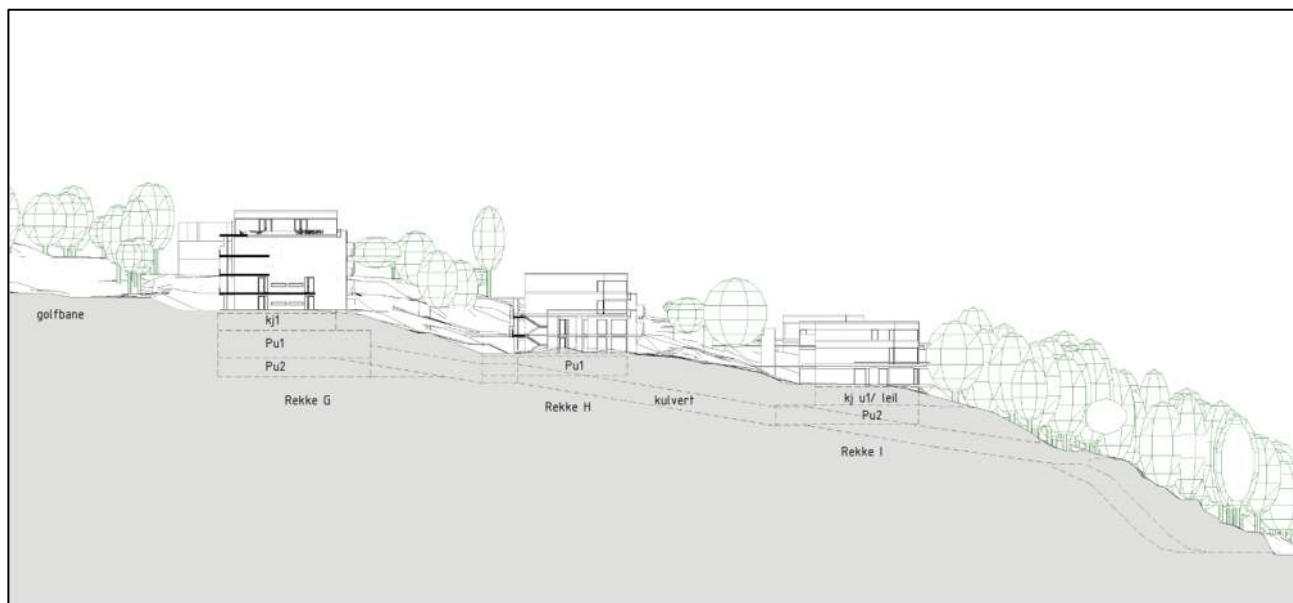 golfbane
kj1
Pu1
Pu2
Rekke G
Pu1
Rekke H
kulvert
kj u1/ leil
Pu2
Rekke I